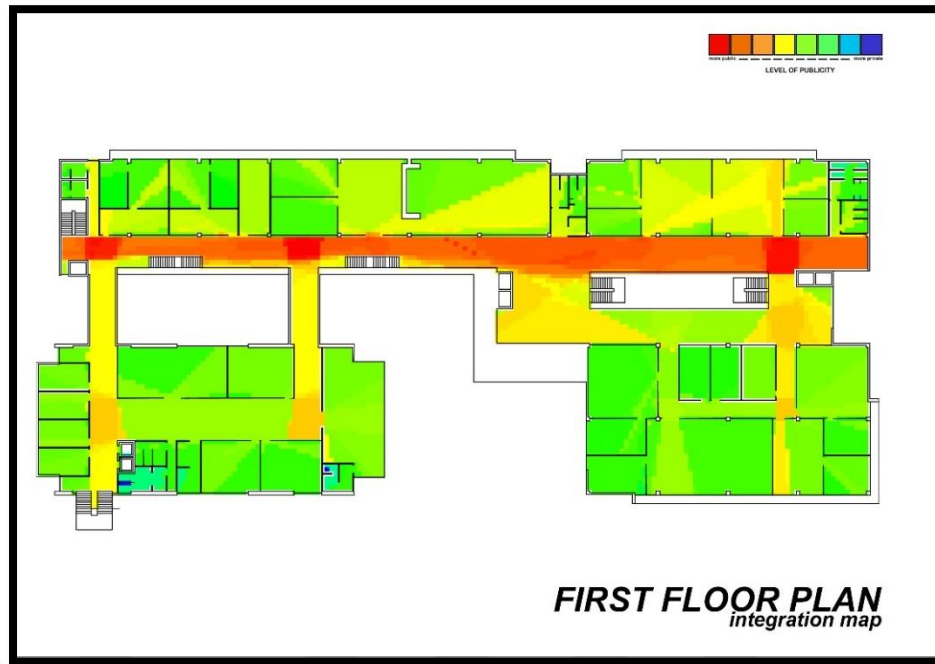 more public more private
LEVEL OF PUBLICITY
FIRST FLOOR PLAN
integration map